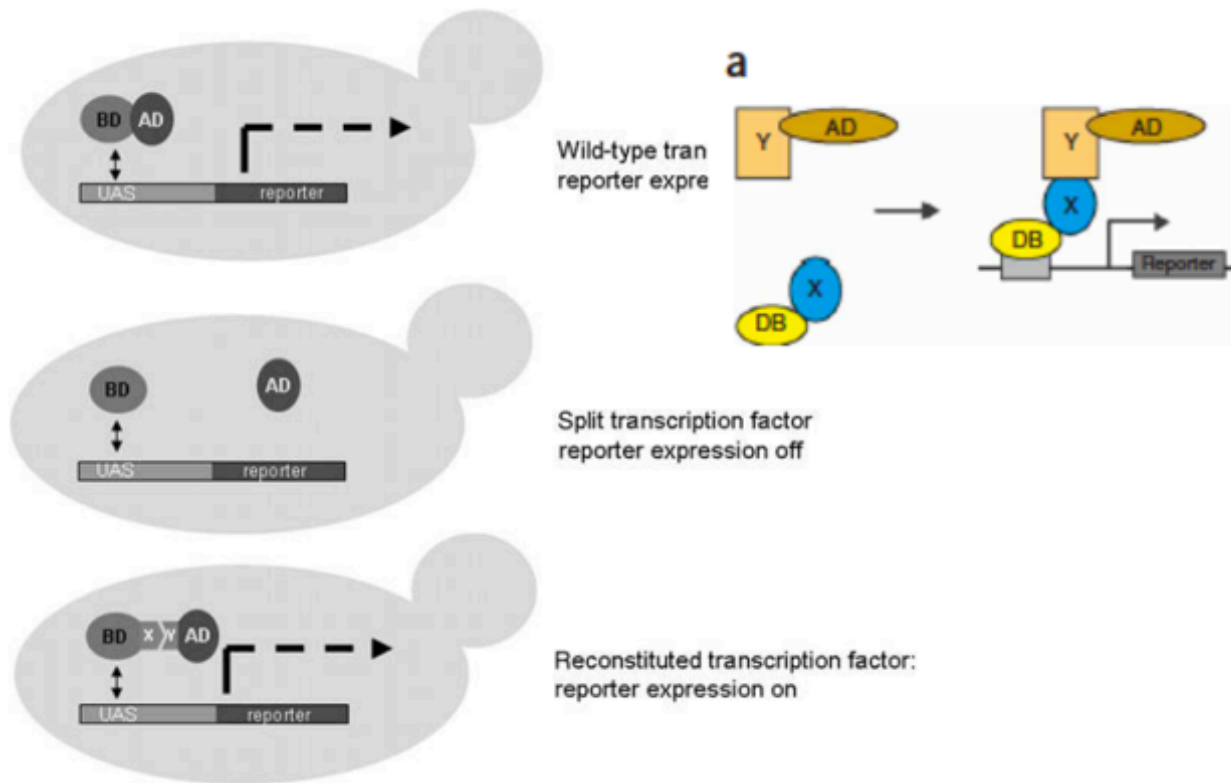 BD AD
UAS reporter
Wild-type tran
reporter expre
a
Y AD
X
DB
Y AD
X
DB
Reporter
BD AD
UAS reporter
Split transcription factor
reporter expression off
BD X Y AD
UAS reporter
Reconstituted transcription factor:
reporter expression on